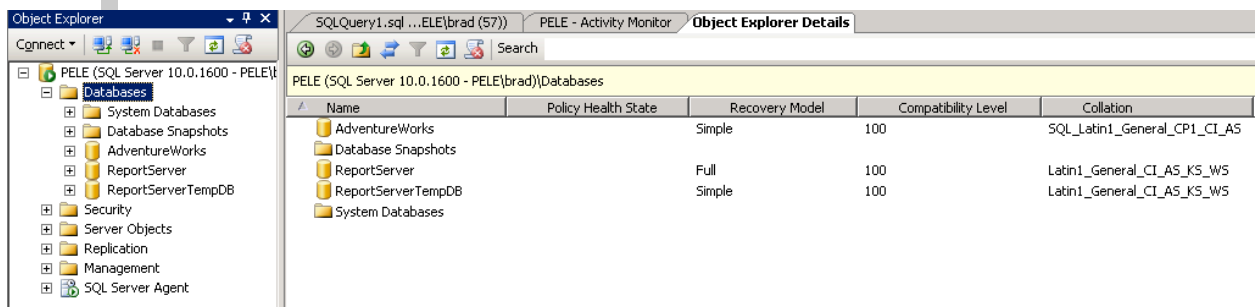 Object Explorer
SQLQuery1.sql ...ELE\brad (57)) PELE - Activity Monitor Object Explorer Details
Connect
Search
PELE (SQL Server 10.0.1600 - PELE\
PELE (SQL Server 10.0.1600 - PELE\brad)\Databases
Databases
System Databases
Database Snapshots
AdventureWorks
ReportServer
ReportServerTempDB
Security
Server Objects
Replication
Management
SQL Server Agent
Name Policy Health State Recovery Model Compatibility Level Collation
AdventureWorks Simple 100 SQL_Latin1_General_CP1_CI_AS
Database Snapshots
ReportServer Full 100 Latin1_General_CI_AS_KS_WS
ReportServerTempDB Simple 100 Latin1_General_CI_AS_KS_WS
System Databases